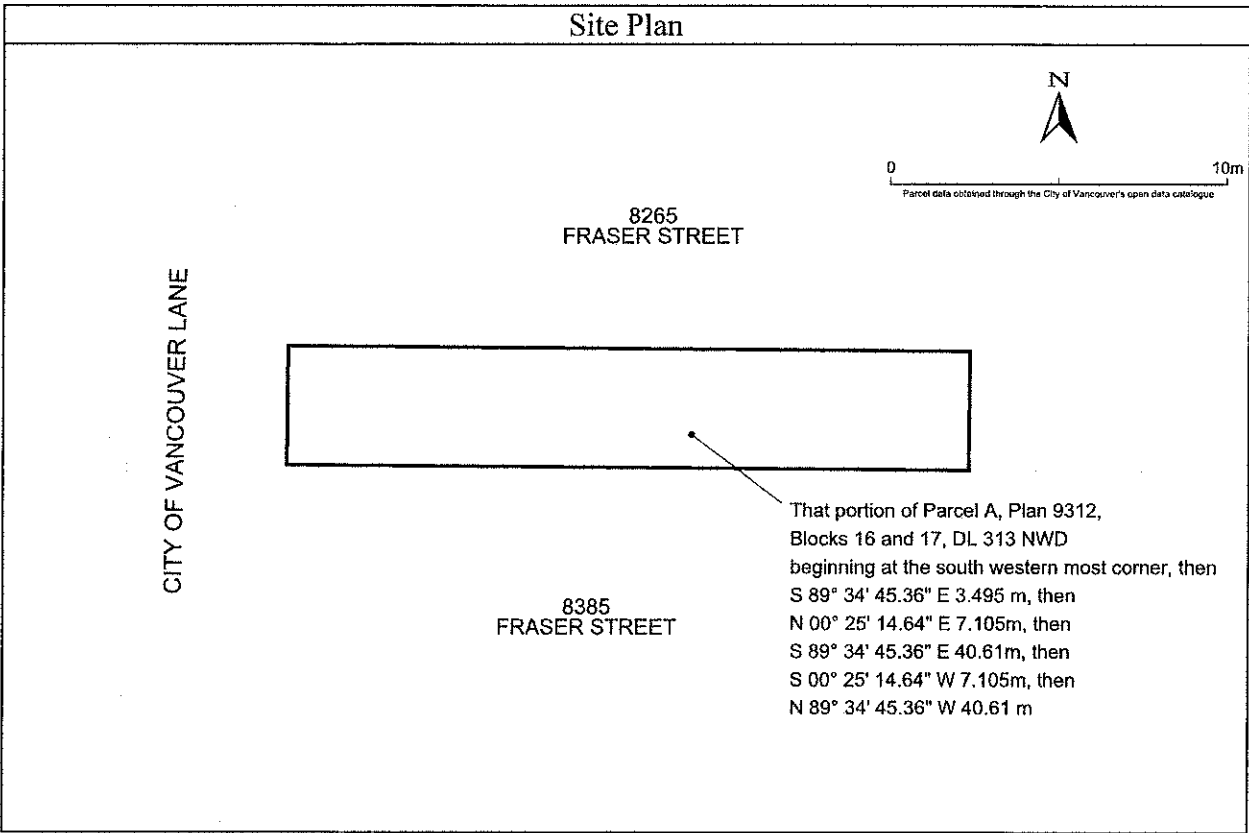 Site Plan
N
0 10m
Parcel data obtained through the City of Vancouver's open data catalogue
8265
FRASER STREET
CITY OF VANCOUVER LANE
That portion of Parcel A, Plan 9312,
Blocks 16 and 17, DL 313 NWD
beginning at the south western most corner, then
S 89° 34' 45.36" E 3.495 m, then
N 00° 25' 14.64" E 7.105m, then
S 89° 34' 45.36" E 40.61m, then
S 00° 25' 14.64" W 7.105m, then
N 89° 34' 45.36" W 40.61 m
8385
FRASER STREET